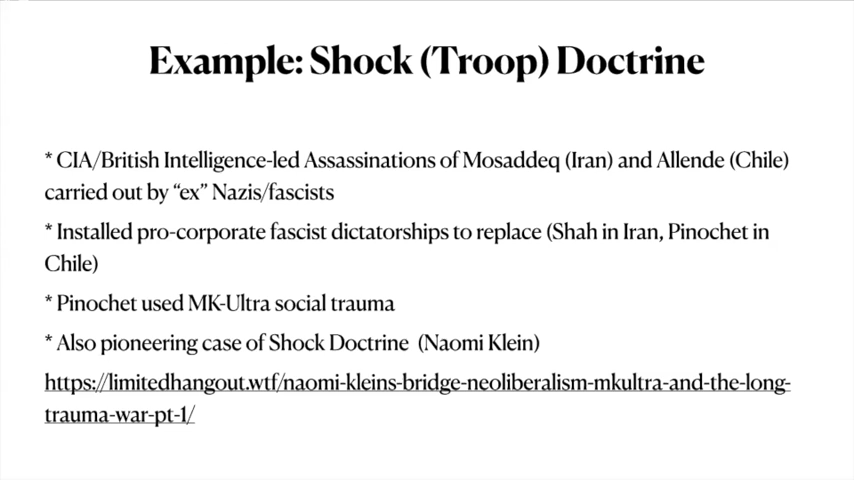 Example: Shock (Troop) Doctrine
* CIA/British Intelligence-led Assassinations of Mosaddeq (Iran) and Allende (Chile)
carried out by “ex” Nazis/fascists
* Installed pro-corporate fascist dictatorships to replace (Shah in Iran, Pinochet in
Chile)
* Pinochet used MK-Ultra social trauma
* Also pioneering case of Shock Doctrine (Naomi Klein)
https://limitedhangout.wtf/naomi-kleins-bridge-neoliberalism-mkultra-and-the-long-
trauma-war-pt-1/